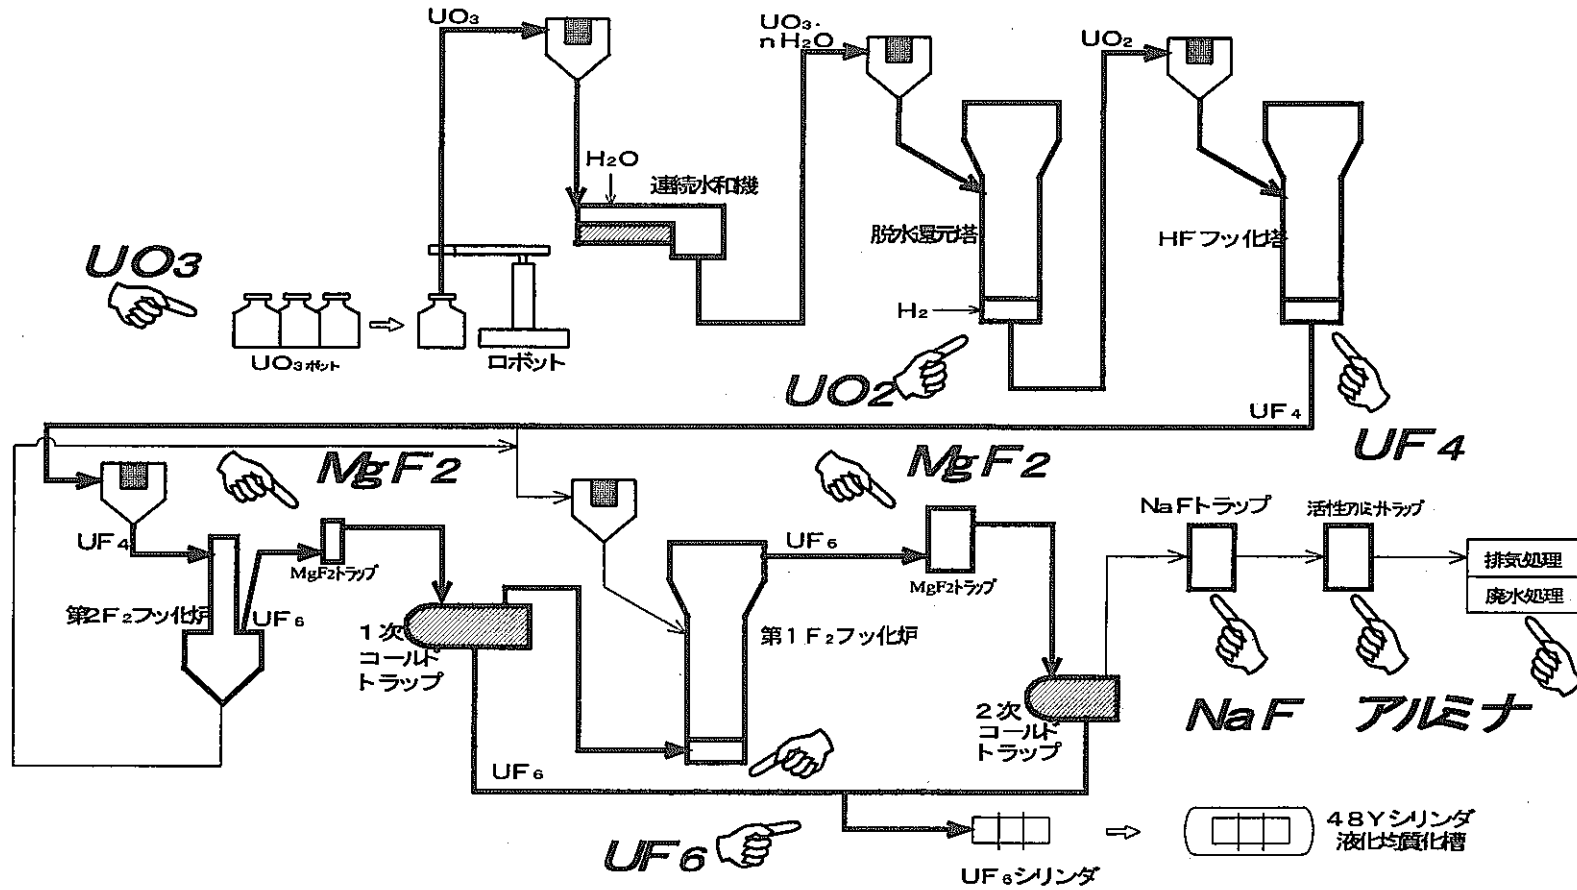 UO₃
UO₃・
nH₂O
UO₂
H₂O
連続水和機
脱水還元塔
HFフッ化塔
UO3
H₂
UO₃ポット
ロボット
UO2
UF₄
UF4
MgF2
MgF2
UF₄
MgF2トラップ
UF₆
MgF2トラップ
NaFトラップ
活性アルミナトラップ
排気処理
廃水処理
第2F₂フッ化炉
UF₆
1次
コールド
トラップ
第1F₂フッ化炉
2次
コールド
トラップ
NaF
アルミナ
UF₆
UF6
UF₆シリンダ
48Yシリンダ
液化均質化槽